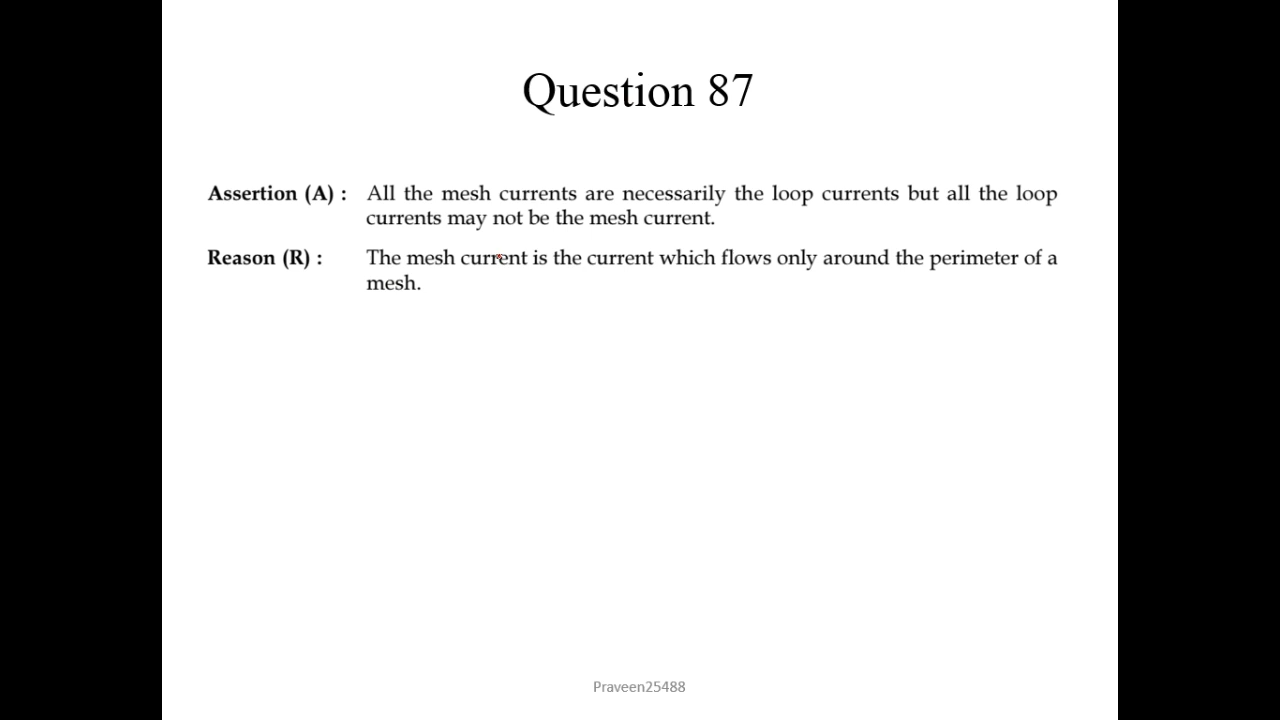 Question 87
Assertion (A) : All the mesh currents are necessarily the loop currents but all the loop
currents may not be the mesh current.
Reason (R) : The mesh current is the current which flows only around the perimeter of a
mesh.
Praveen25488